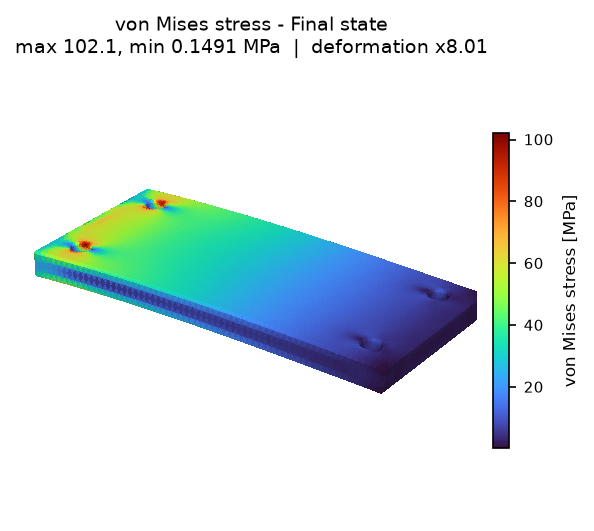 von Mises stress - Final state
max 102.1, min 0.1491 MPa | deformation x8.01
100
80
60
40
20
von Mises stress [MPa]